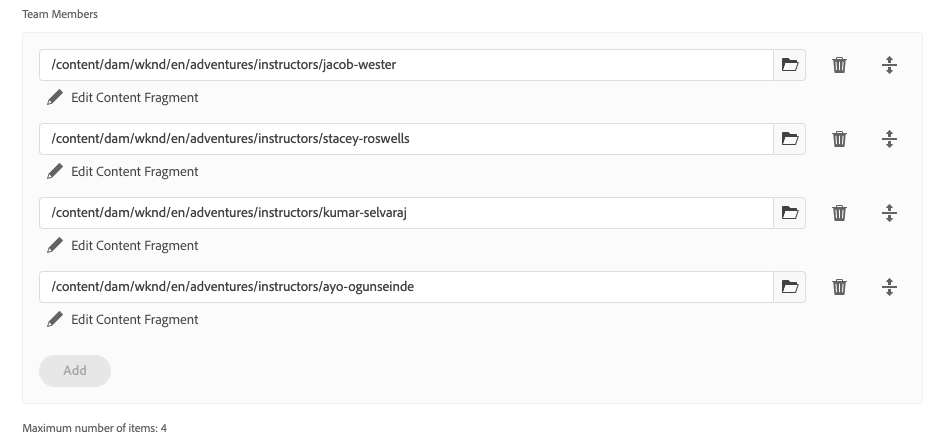 Team Members
/content/dam/wknd/en/adventures/instructors/jacob-wester
Edit Content Fragment
/content/dam/wknd/en/adventures/instructors/stacey-roswells
Edit Content Fragment
/content/dam/wknd/en/adventures/instructors/kumar-selvaraj
Edit Content Fragment
/content/dam/wknd/en/adventures/instructors/ayo-ogunseinde
Edit Content Fragment
Add
Maximum number of items: 4